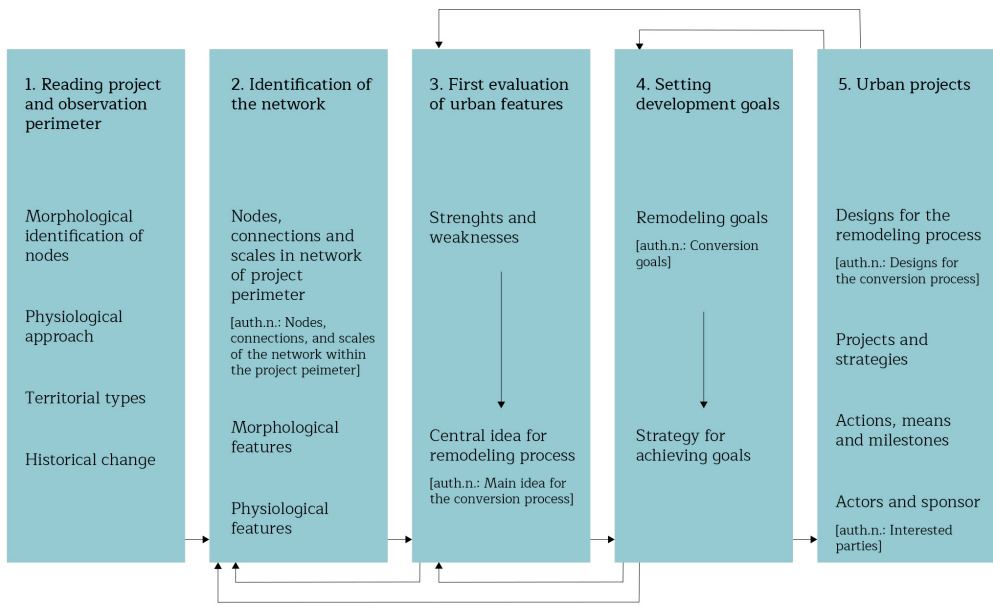 1. Reading project
and observation
perimeter
Morphological
identification of
nodes
Physiological
approach
Territorial types
Historical change
2. Identification of
the network
Nodes,
connections and
scales in network
of project
perimeter
[auth.n.: Nodes,
connections, and scales
of the network within
the project peimeter]
Morphological
features
Physiological
features
3. First evaluation
of urban features
Strenghts and
weaknesses
Central idea for
remodeling process
[auth.n.: Main idea for
the conversion process]
4. Setting
development goals
Remodeling goals
[auth.n.: Conversion
goals]
Strategy for
achieving goals
5. Urban projects
Designs for the
remodeling process
[auth.n.: Designs for
the conversion process]
Projects and
strategies
Actions, means
and milestones
Actors and sponsor
[auth.n.: Interested
parties]